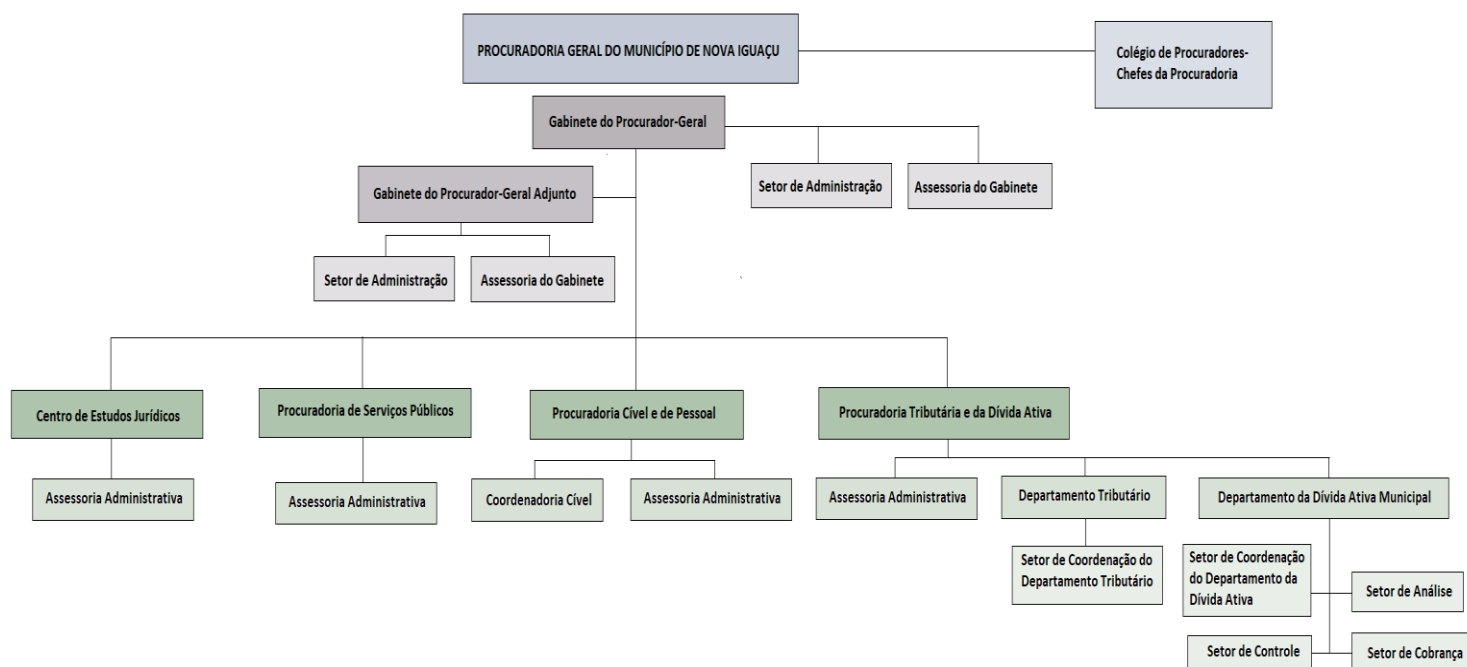 PROCURADORIA GERAL DO MUNICÍPIO DE NOVA IGUAÇU
Colégio de Procuradores-
Chefes da Procuradoria
Gabinete do Procurador-Geral
Setor de Administração
Assessoria do Gabinete
Gabinete do Procurador-Geral Adjunto
Setor de Administração
Assessoria do Gabinete
Centro de Estudos Jurídicos
Procuradoria de Serviços Públicos
Procuradoria Cível e de Pessoal
Procuradoria Tributária e da Dívida Ativa
Assessoria Administrativa
Assessoria Administrativa
Coordenadoria Cível
Assessoria Administrativa
Assessoria Administrativa
Departamento Tributário
Departamento da Dívida Ativa Municipal
Setor de Coordenação do
Departamento Tributário
Setor de Coordenação
do Departamento da
Dívida Ativa
Setor de Análise
Setor de Controle
Setor de Cobrança